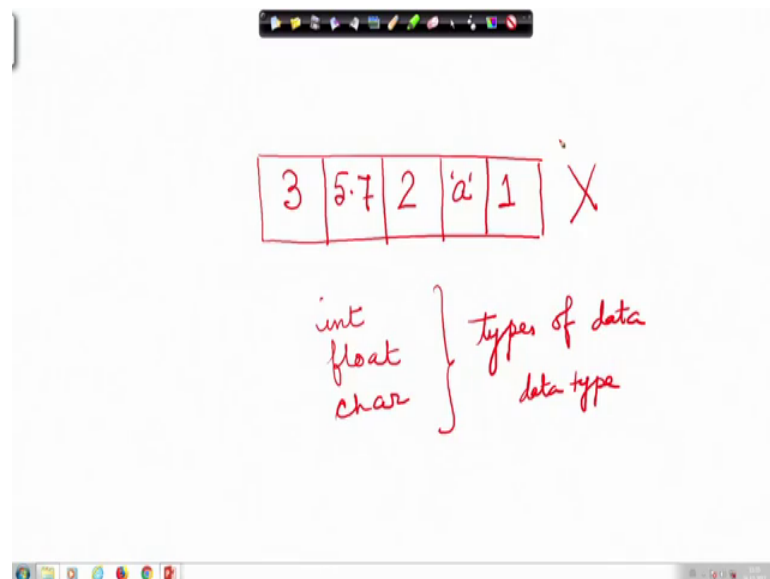 3 5.7 2 'a' 1 X
int
float
char
types of data
data type